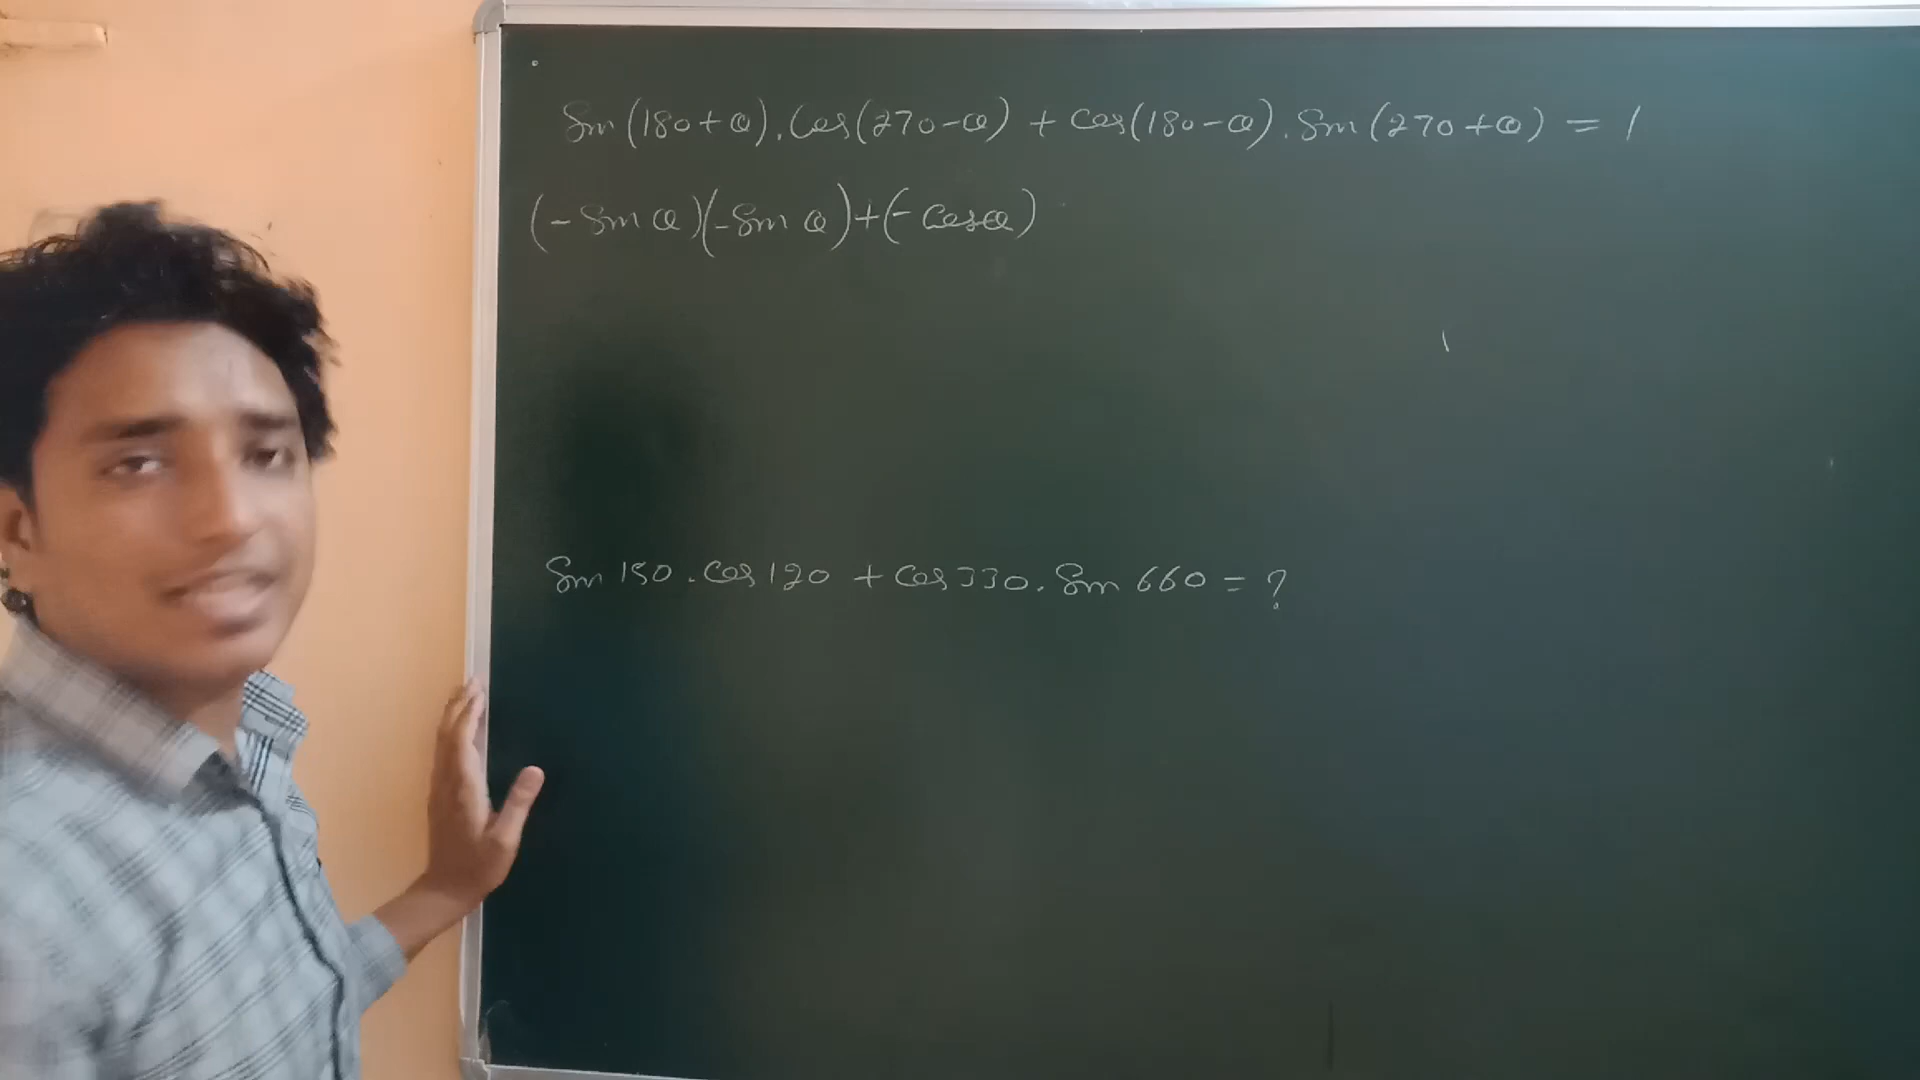 Sin (180+θ). Cos(270-θ) + Cos(180-θ). Sin (270+θ) = 1
(- Sin θ)(-Sin θ)+(- Cosθ)
Sin 150 . Cos 120 + Cos 330 . Sin 660 = ?